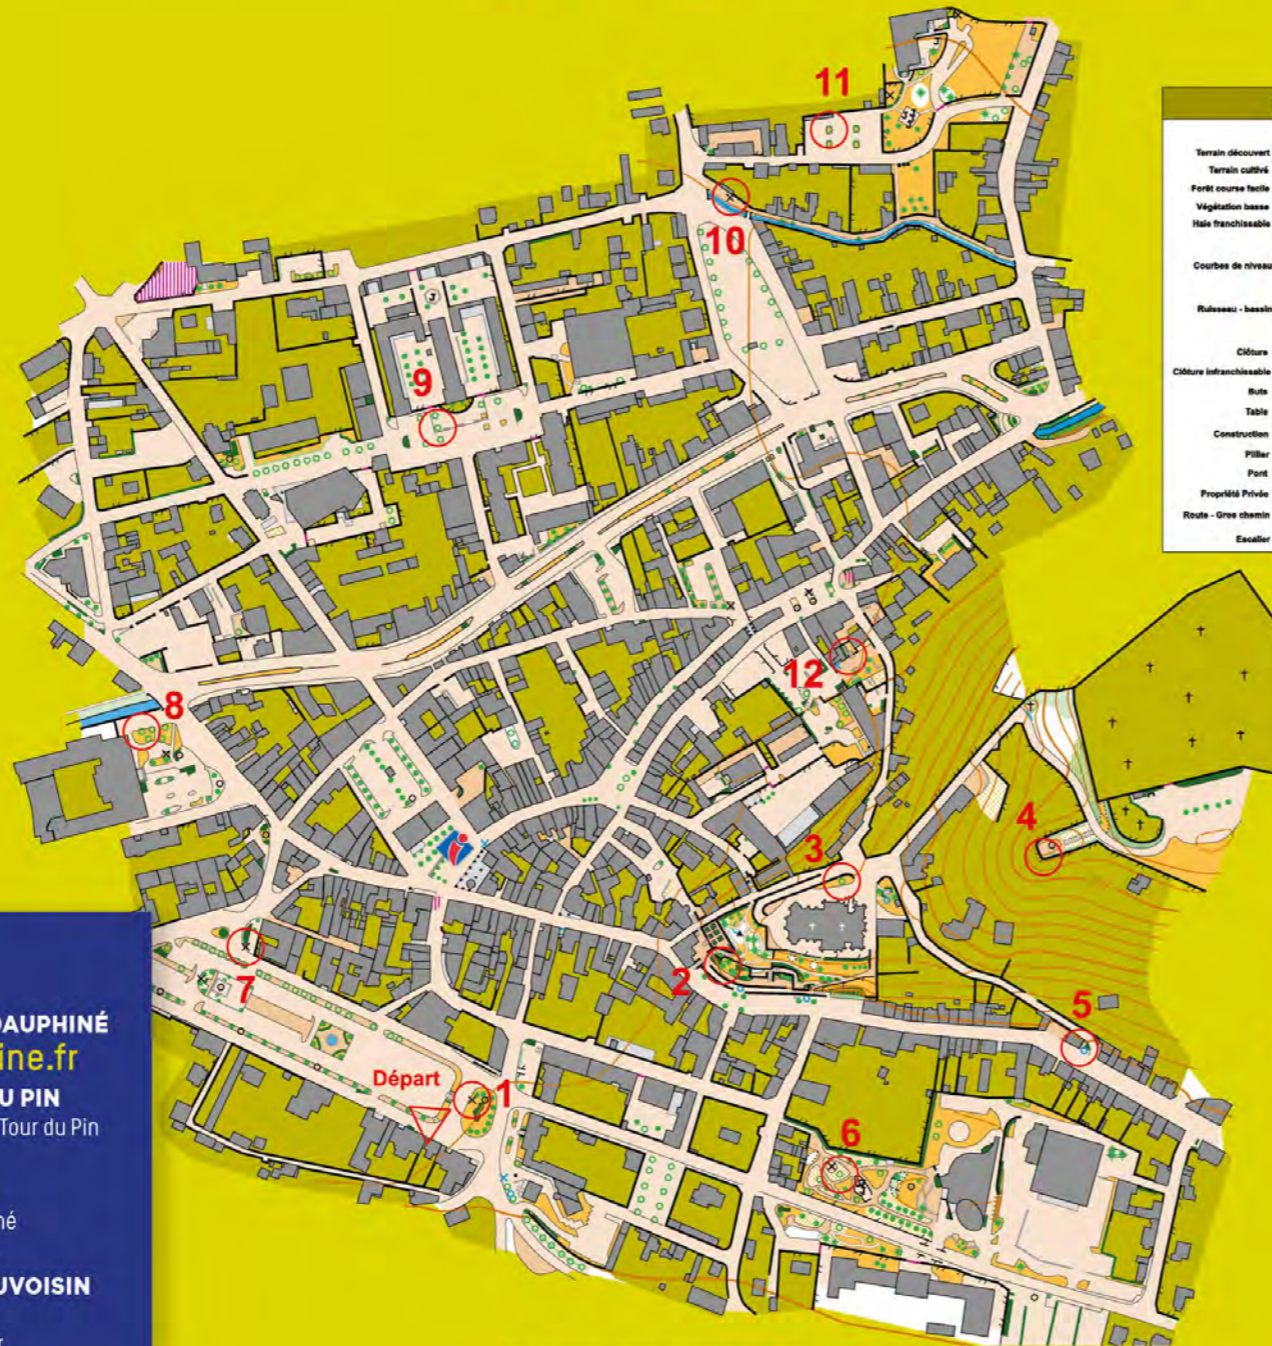 11
10
9
8
12
4
3
2
7
5
Départ
1
6
Terrain découvert
Terrain cultivé
Forêt course facile
Végétation basse
Haie franchissable
Courbes de niveau
Ruisseau - bassin
Clôture
Clôture infranchissable
Buts
Table
Construction
Pillier
Pont
Propriété Privée
Route - Gros chemin
Escalier
DAUPHINÉ
ine.fr
U PIN
Tour du Pin
né
UVOISIN